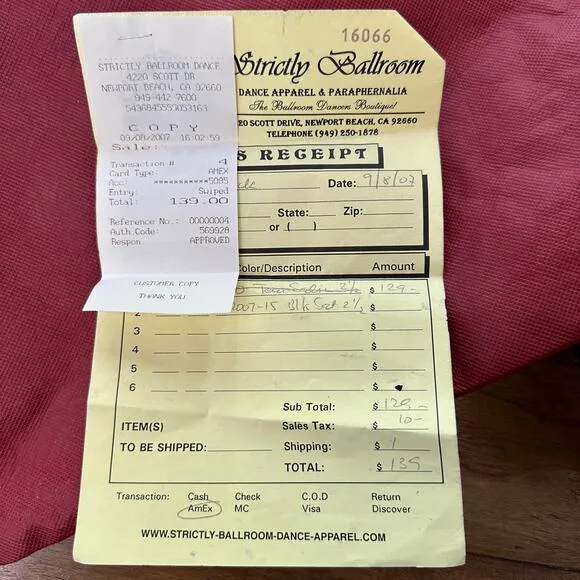 16066
Strictly Ballroom
DANCE APPAREL & PARAPHERNALIA
The Ballroom Dancers Boutique!
20 SCOTT DRIVE, NEWPORT BEACH, CA 92660
TELEPHONE (949) 250-1878
S RECEIPT
Date: 9/8/07
State: Zip:
or ( )
Color/Description Amount
$ 129-
2 2007-15 Blk Sat 2½ $
3 $
4 $
5 $
6 $
Sub Total: $ 129-
ITEM(S) Sales Tax: $ 10-
TO BE SHIPPED: Shipping: $
TOTAL: $ 139
Transaction: Cash Check C.O.D Return
AmEx MC Visa Discover
WWW.STRICTLY-BALLROOM-DANCE-APPAREL.COM
STRICTLY BALLROOM DANCE
4220 SCOTT DR
NEWPORT BEACH, CA 92660
949-442-7600
5436845555053163
COPY
09/08/2007 16:02:59
Sale:
Transaction # 4
Card Type: AMEX
Acc: ***********5085
Entry: Swiped
Total: 139.00
Reference No.: 00000004
Auth.Code: 569928
Respon APPROVED
CUSTOMER COPY
THANK YOU